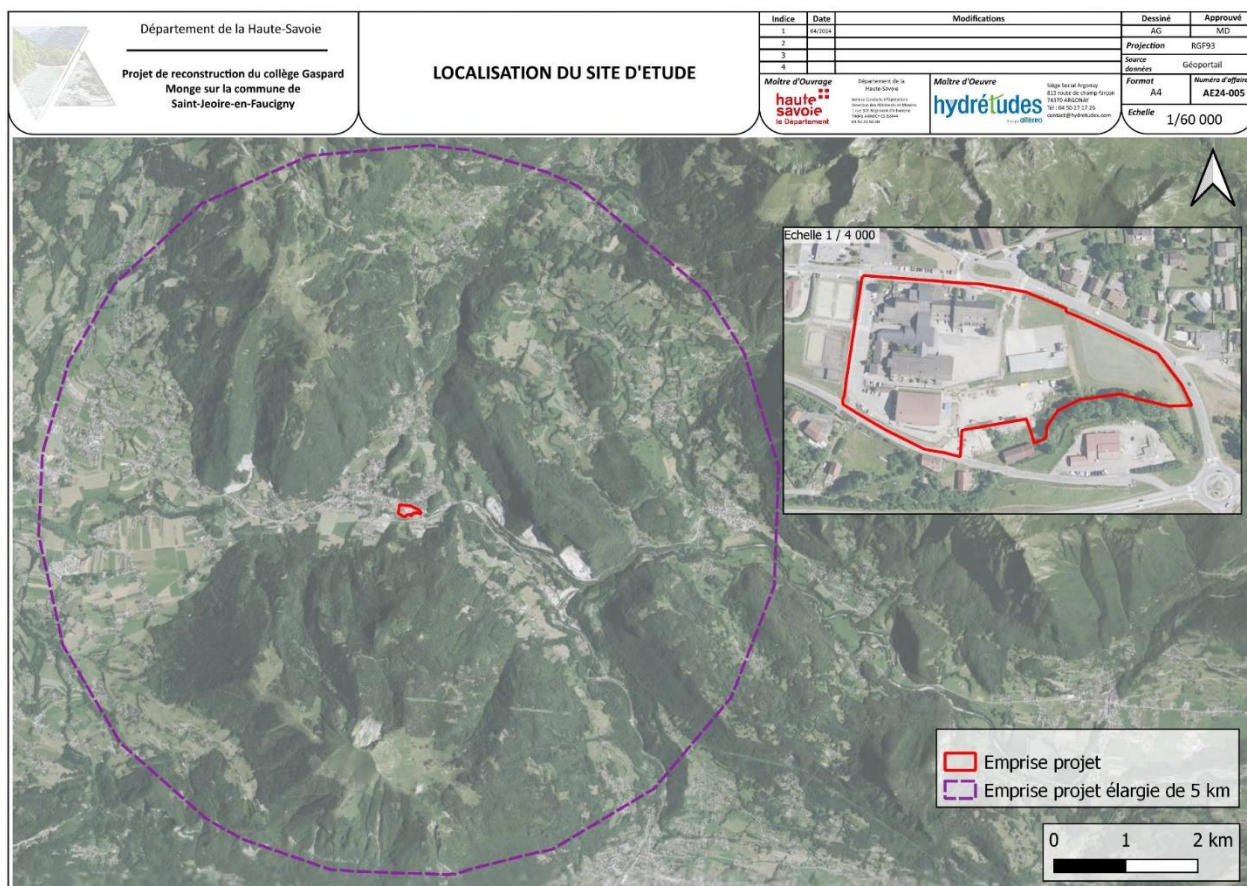 Département de la Haute-Savoie
Projet de reconstruction du collège Gaspard
Monge sur la commune de
Saint-Jeoire-en-Faucigny
LOCALISATION DU SITE D'ETUDE
Indice Date Modifications
1 04/2024
2
3
4
Maître d'Ouvrage
haute
savoie
le Département
Département de la
Haute-Savoie
Maître d'Oeuvre
hydrétudes
Groupe altereo
Siège Social Argonay
815 route de champ farçon
74370 ARGONAY
Tél : 04 50 27 17 26
contact@hydretudes.com
Dessiné Approuvé
AG MD
Projection RGF93
Source
données Géoportail
Format Numéro d'affaire
A4 AE24-005
Echelle 1/60 000
Echelle 1 / 4 000
Emprise projet
Emprise projet élargie de 5 km
0 1 2 km